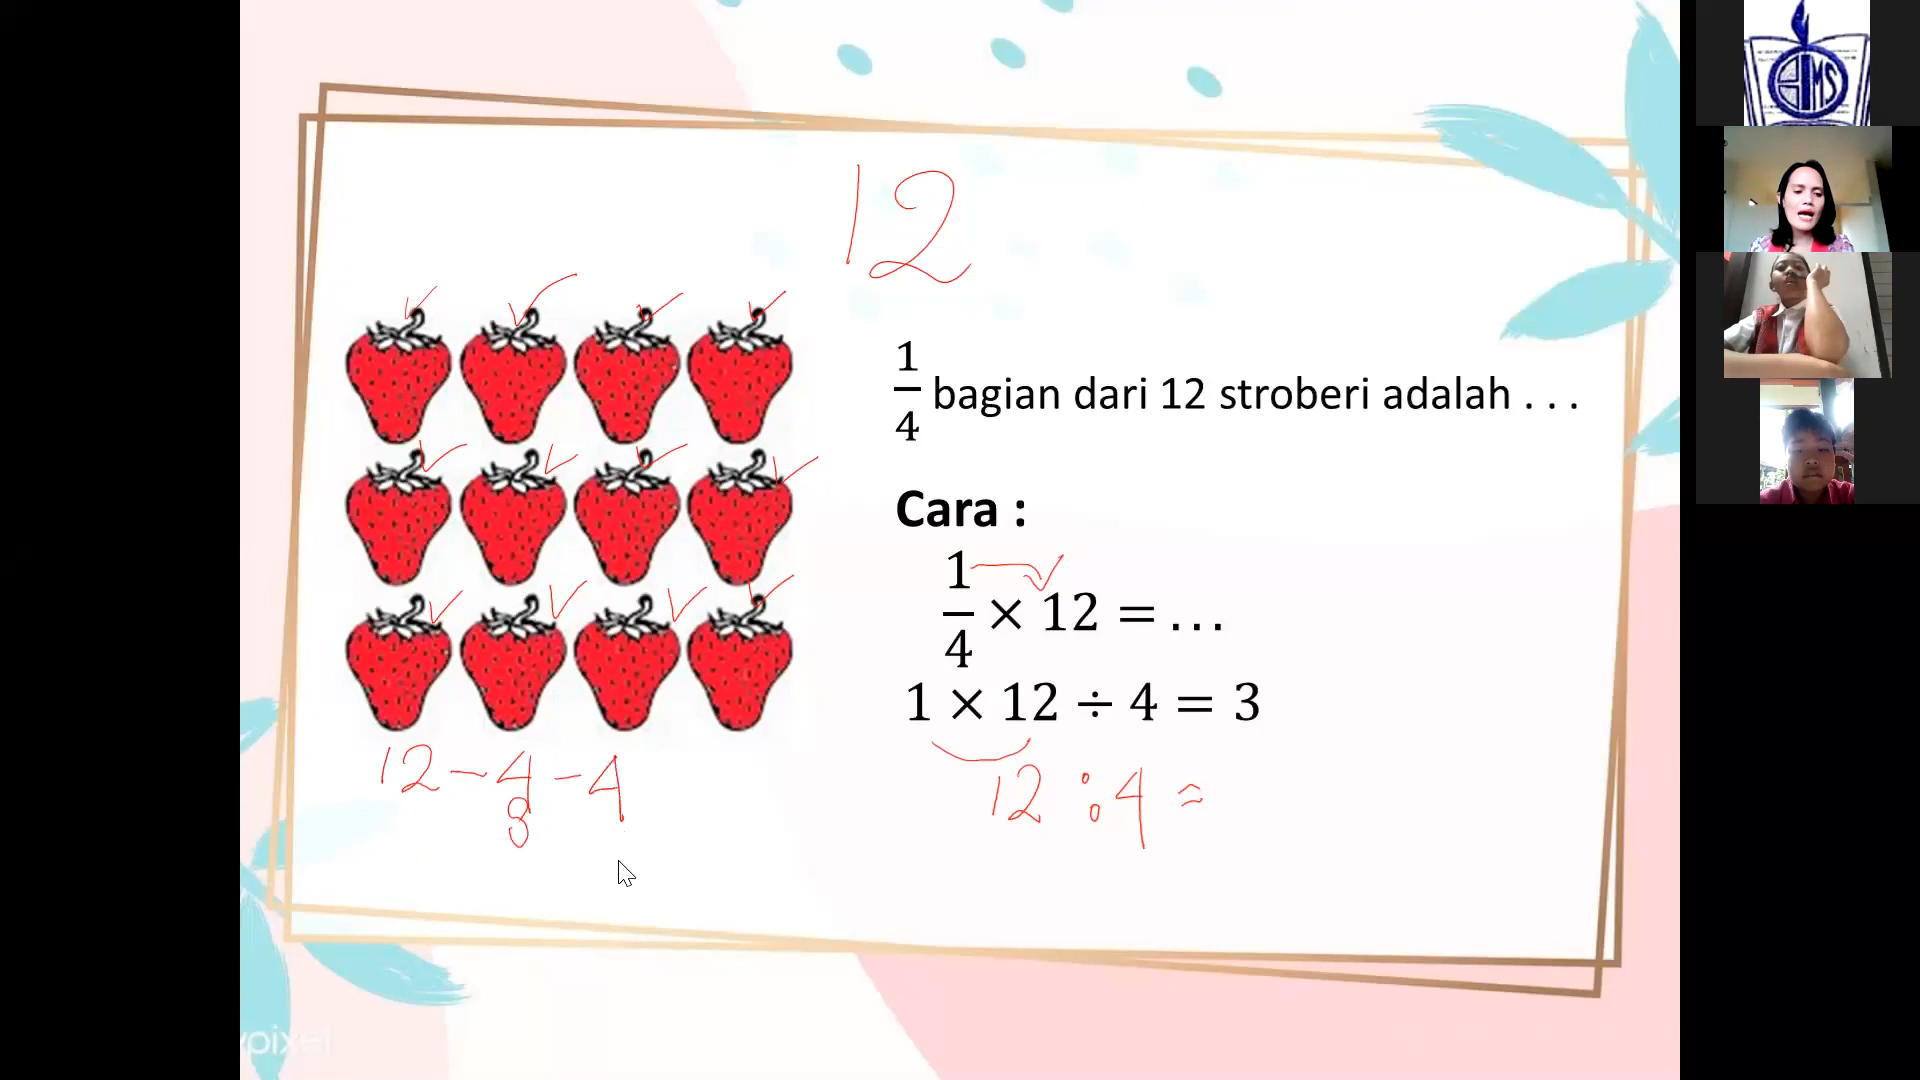 12
1/4 bagian dari 12 stroberi adalah . . .
Cara :
1/4 × 12 = . . .
1 × 12 ÷ 4 = 3
12 : 4 =
12 - 4 - 4
8